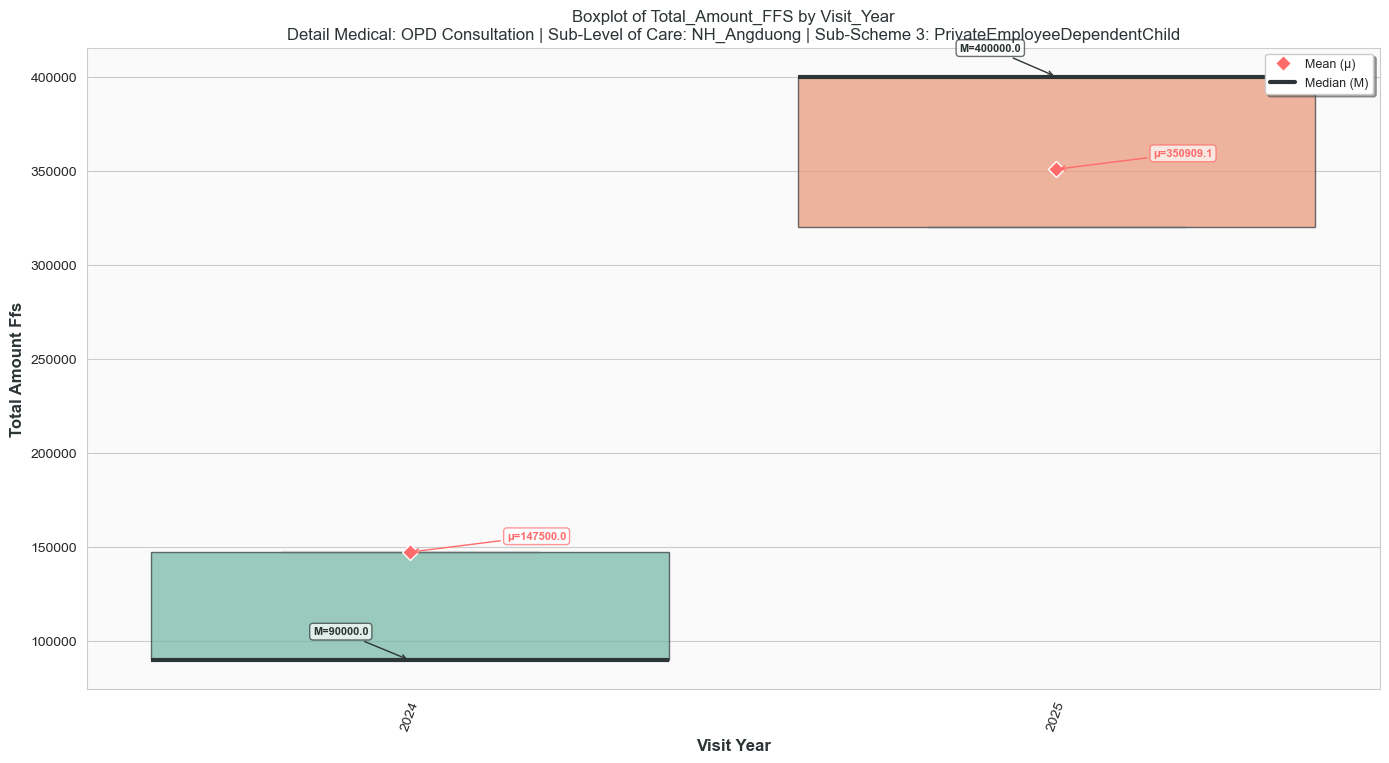 Boxplot of Total_Amount_FFS by Visit_Year
Detail Medical: OPD Consultation | Sub-Level of Care: NH_Angduong | Sub-Scheme 3: PrivateEmployeeDependentChild
M=400000.0
Mean (μ)
Median (M)
400000
μ=350909.1
350000
300000
250000
200000
150000
100000
Total Amount Ffs
μ=147500.0
M=90000.0
2024
2025
Visit Year